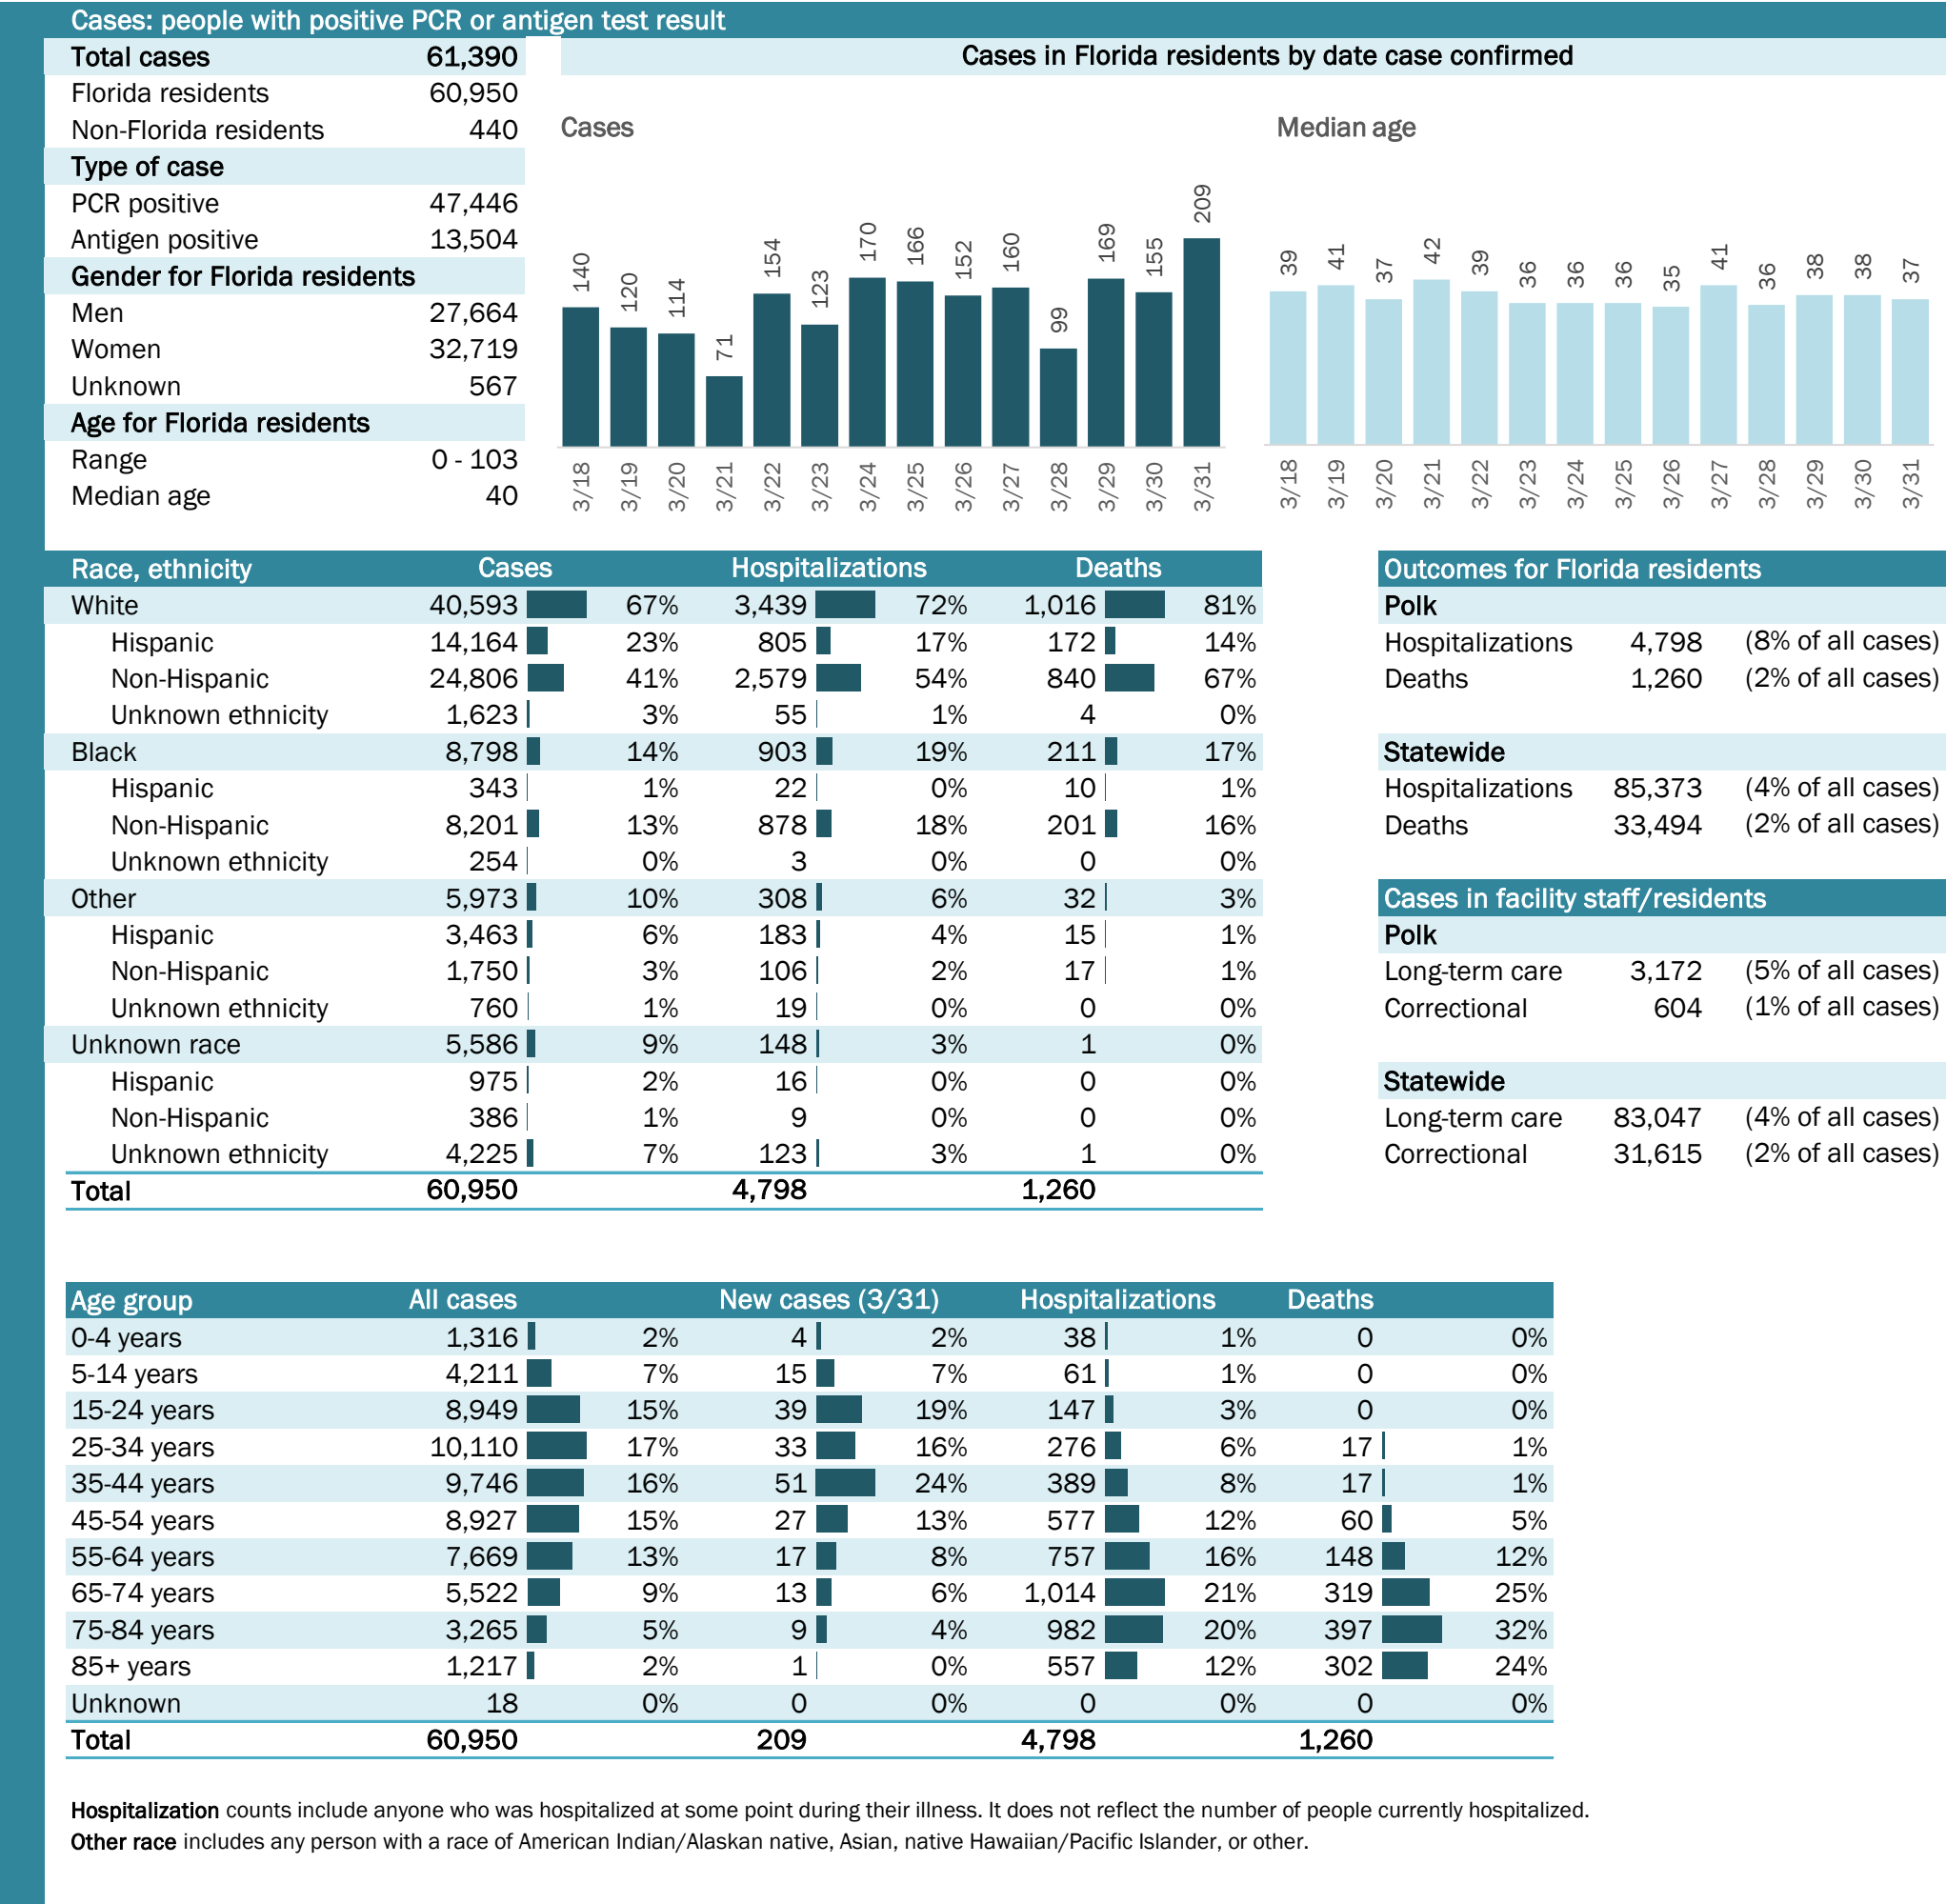 Cases: people with positive PCR or antigen test result
Total cases 61,390
Florida residents 60,950
Non-Florida residents 440
Type of case
PCR positive 47,446
Antigen positive 13,504
Gender for Florida residents
Men 27,664
Women 32,719
Unknown 567
Age for Florida residents
Range 0 - 103
Median age 40
Cases in Florida residents by date case confirmed
Cases
140 120 114 71 154 123 170 166 152 160 99 169 155 209
3/18 3/19 3/20 3/21 3/22 3/23 3/24 3/25 3/26 3/27 3/28 3/29 3/30 3/31
Median age
39 41 37 42 39 36 36 36 35 41 36 38 38 37
3/18 3/19 3/20 3/21 3/22 3/23 3/24 3/25 3/26 3/27 3/28 3/29 3/30 3/31
Race, ethnicity Cases Hospitalizations Deaths
White 40,593 67% 3,439 72% 1,016 81%
Hispanic 14,164 23% 805 17% 172 14%
Non-Hispanic 24,806 41% 2,579 54% 840 67%
Unknown ethnicity 1,623 3% 55 1% 4 0%
Black 8,798 14% 903 19% 211 17%
Hispanic 343 1% 22 0% 10 1%
Non-Hispanic 8,201 13% 878 18% 201 16%
Unknown ethnicity 254 0% 3 0% 0 0%
Other 5,973 10% 308 6% 32 3%
Hispanic 3,463 6% 183 4% 15 1%
Non-Hispanic 1,750 3% 106 2% 17 1%
Unknown ethnicity 760 1% 19 0% 0 0%
Unknown race 5,586 9% 148 3% 1 0%
Hispanic 975 2% 16 0% 0 0%
Non-Hispanic 386 1% 9 0% 0 0%
Unknown ethnicity 4,225 7% 123 3% 1 0%
Total 60,950 4,798 1,260
Outcomes for Florida residents
Polk
Hospitalizations 4,798 (8% of all cases)
Deaths 1,260 (2% of all cases)
Statewide
Hospitalizations 85,373 (4% of all cases)
Deaths 33,494 (2% of all cases)
Cases in facility staff/residents
Polk
Long-term care 3,172 (5% of all cases)
Correctional 604 (1% of all cases)
Statewide
Long-term care 83,047 (4% of all cases)
Correctional 31,615 (2% of all cases)
Age group All cases New cases (3/31) Hospitalizations Deaths
0-4 years 1,316 2% 4 2% 38 1% 0 0%
5-14 years 4,211 7% 15 7% 61 1% 0 0%
15-24 years 8,949 15% 39 19% 147 3% 0 0%
25-34 years 10,110 17% 33 16% 276 6% 17 1%
35-44 years 9,746 16% 51 24% 389 8% 17 1%
45-54 years 8,927 15% 27 13% 577 12% 60 5%
55-64 years 7,669 13% 17 8% 757 16% 148 12%
65-74 years 5,522 9% 13 6% 1,014 21% 319 25%
75-84 years 3,265 5% 9 4% 982 20% 397 32%
85+ years 1,217 2% 1 0% 557 12% 302 24%
Unknown 18 0% 0 0% 0 0% 0 0%
Total 60,950 209 4,798 1,260
Hospitalization counts include anyone who was hospitalized at some point during their illness. It does not reflect the number of people currently hospitalized.
Other race includes any person with a race of American Indian/Alaskan native, Asian, native Hawaiian/Pacific Islander, or other.